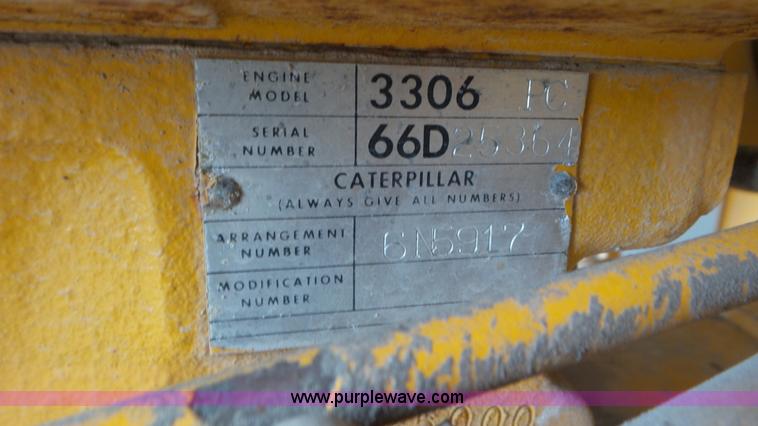 ENGINE MODEL 3306 PC
SERIAL NUMBER 66D25364
CATERPILLAR
(ALWAYS GIVE ALL NUMBERS)
ARRANGEMENT NUMBER 6N5917
MODIFICATION NUMBER
www.purplewave.com